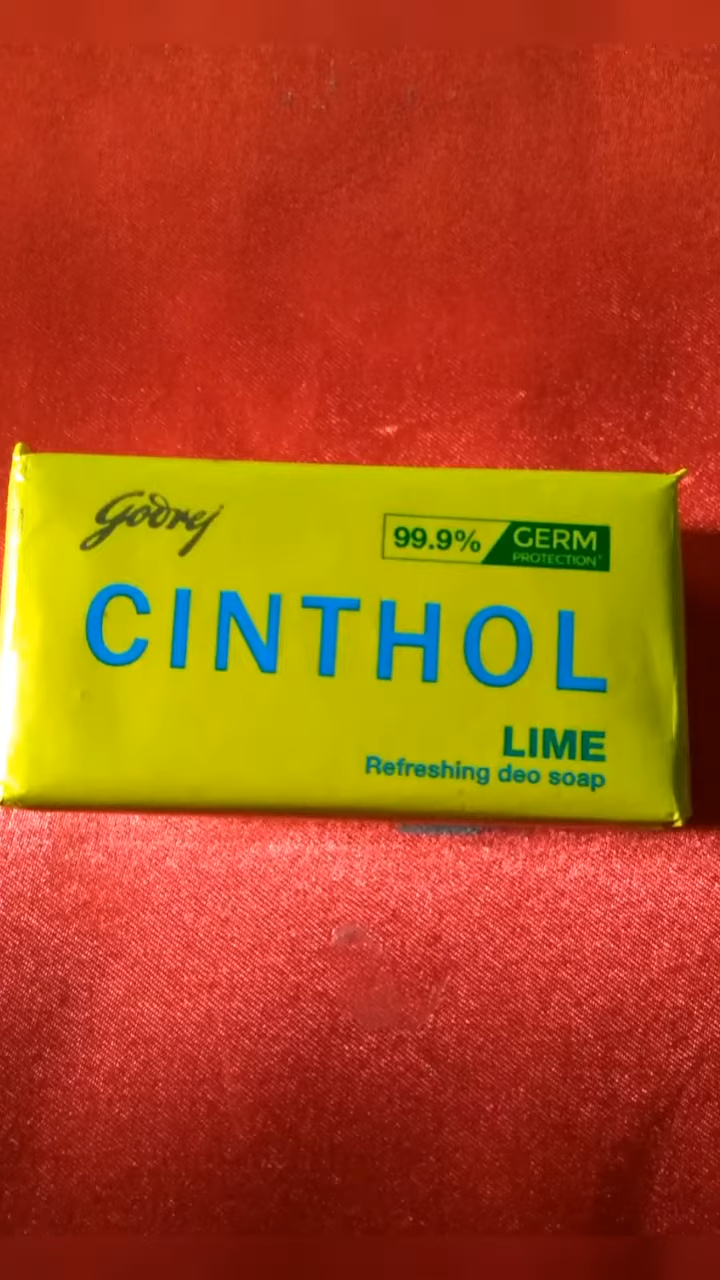 Godrej
99.9% GERM
PROTECTION*
CINTHOL
LIME
Refreshing deo soap